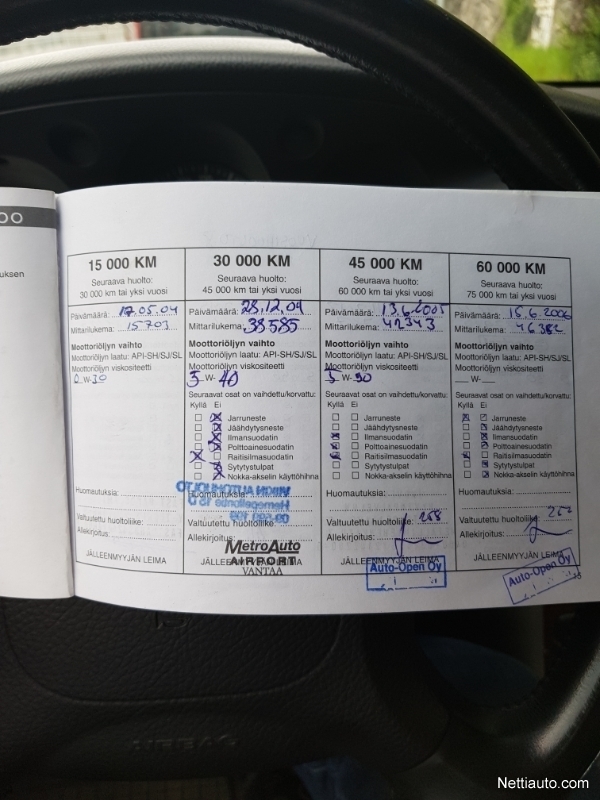 OO
uksen
15 000 KM
Seuraava huolto:
30 000 km tai yksi vuosi
Päivämäärä: 17.05.04
Mittarilukema: 15703
Moottoriöljyn vaihto
Moottoriöljyn laatu: API-SH/SJ/SL
Moottoriöljyn viskositeetti
0 W-30
Huomautuksia:
Valtuutettu huoltoliike:
Allekirjoitus:
JÄLLEENMYYJÄN LEIMA
30 000 KM
Seuraava huolto:
45 000 km tai yksi vuosi
Päivämäärä: 28.12.04
Mittarilukema: 38585
Moottoriöljyn vaihto
Moottoriöljyn laatu: API-SH/SJ/SL
Moottoriöljyn viskositeetti
5-W-40
Seuraavat osat on vaihdettu/korvattu:
Kyllä Ei
Jarruneste
Jäähdytysneste
Ilmansuodatin
Polttoainesuodatin
Raitisilmasuodatin
Sytytystulpat
Nokka-akselin käyttöhihna
Huomautuksia:
Valtuutettu huoltoliike:
Allekirjoitus:
MetroAuto
AIRPORT
VANTAA
45 000 KM
Seuraava huolto:
60 000 km tai yksi vuosi
Päivämäärä: 13.6.2005
Mittarilukema: 42343
Moottoriöljyn vaihto
Moottoriöljyn laatu: API-SH/SJ/SL
Moottoriöljyn viskositeetti
5 W-30
Seuraavat osat on vaihdettu/korvattu:
Kyllä Ei
Jarruneste
Jäähdytysneste
Ilmansuodatin
Polttoainesuodatin
Raitisilmasuodatin
Sytytystulpat
Nokka-akselin käyttöhihna
Huomautuksia:
Valtuutettu huoltoliike: 258
Allekirjoitus:
JÄLLEENMYYJÄN LEIMA
Auto-Open Oy
60 000 KM
Seuraava huolto:
75 000 km tai yksi vuosi
Päivämäärä: 15.6.2006
Mittarilukema: 46382
Moottoriöljyn vaihto
Moottoriöljyn laatu: API-SH/SJ/SL
Moottoriöljyn viskositeetti
W-
Seuraavat osat on vaihdettu/korvattu:
Kyllä Ei
Jarruneste
Jäähdytysneste
Ilmansuodatin
Polttoainesuodatin
Raitisilmasuodatin
Sytytystulpat
Nokka-akselin käyttöhihna
Huomautuksia:
Valtuutettu huoltoliike: 257
Allekirjoitus:
JÄLLEENMYYJÄN LEIMA
Auto-Open Oy
AIRBAG
Nettiauto.com